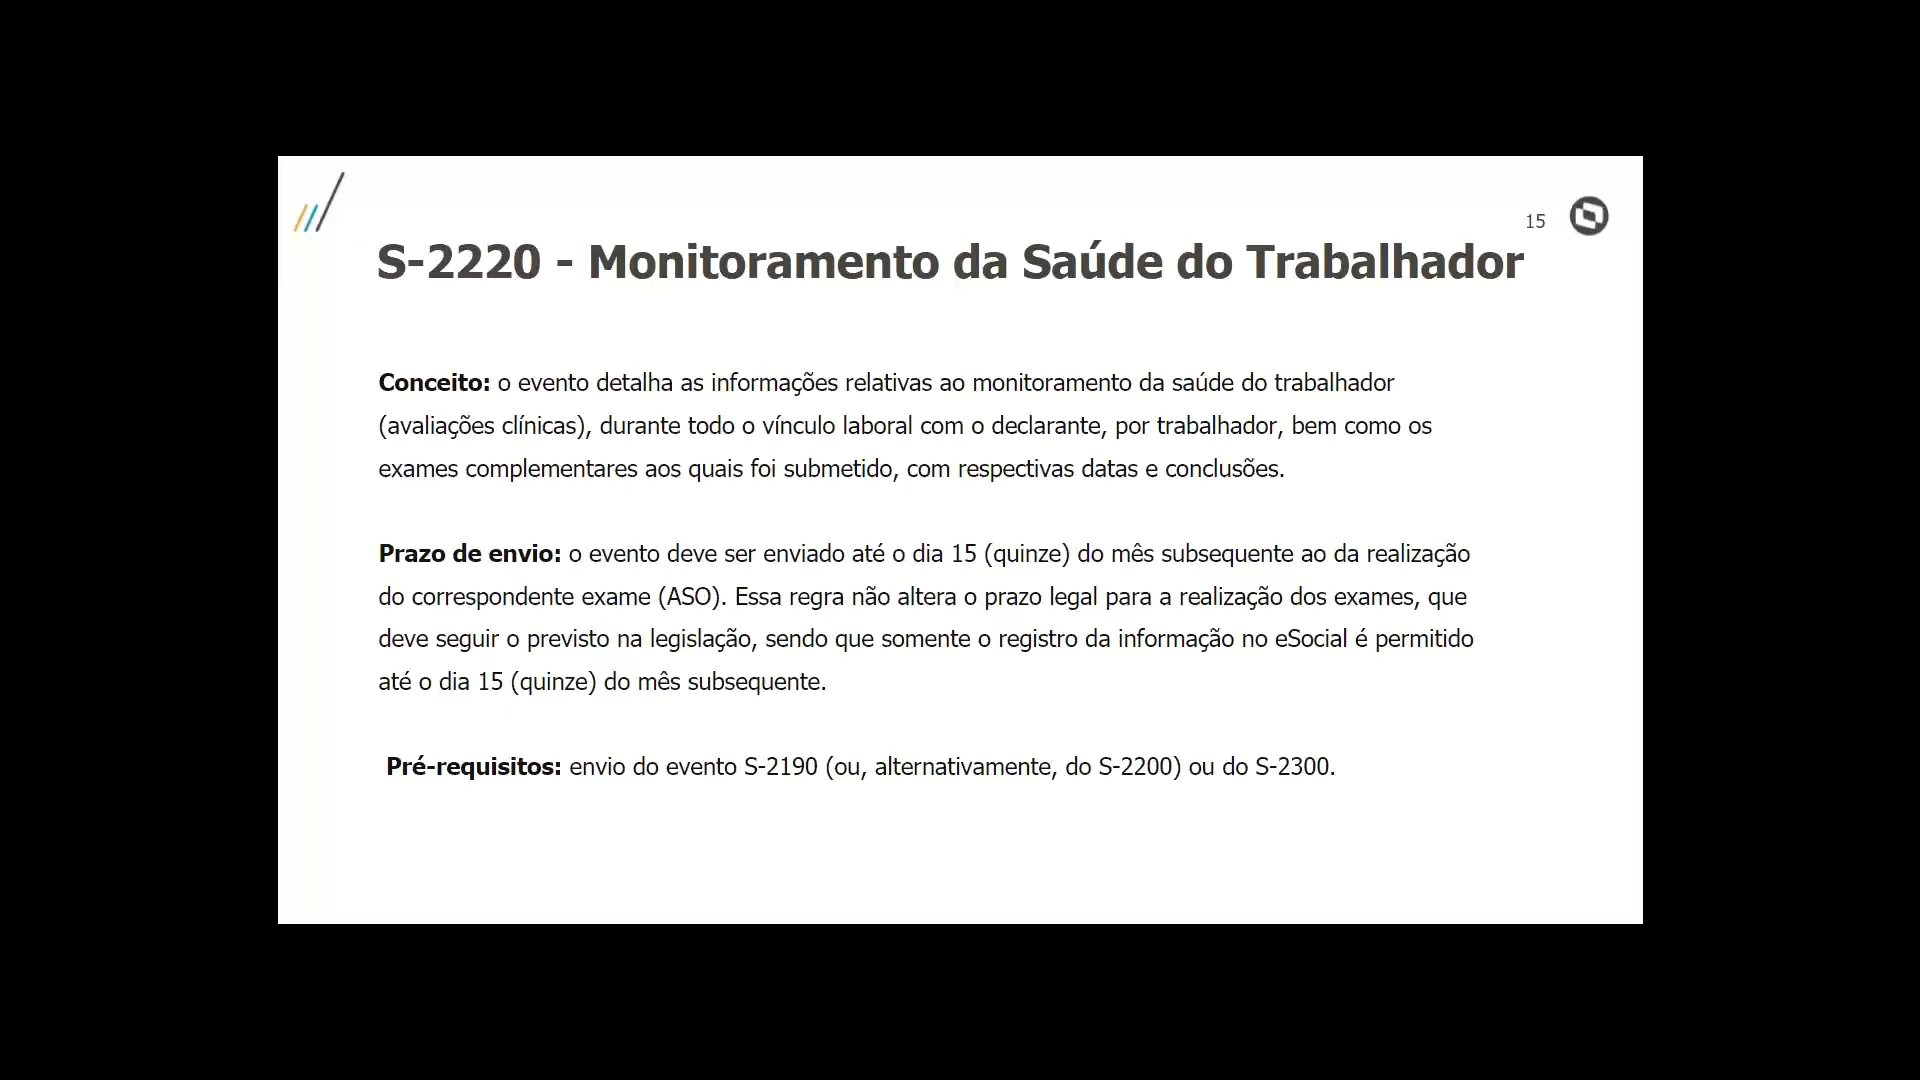 15
S-2220 - Monitoramento da Saúde do Trabalhador
Conceito: o evento detalha as informações relativas ao monitoramento da saúde do trabalhador
(avaliações clínicas), durante todo o vínculo laboral com o declarante, por trabalhador, bem como os
exames complementares aos quais foi submetido, com respectivas datas e conclusões.
Prazo de envio: o evento deve ser enviado até o dia 15 (quinze) do mês subsequente ao da realização
do correspondente exame (ASO). Essa regra não altera o prazo legal para a realização dos exames, que
deve seguir o previsto na legislação, sendo que somente o registro da informação no eSocial é permitido
até o dia 15 (quinze) do mês subsequente.
Pré-requisitos: envio do evento S-2190 (ou, alternativamente, do S-2200) ou do S-2300.